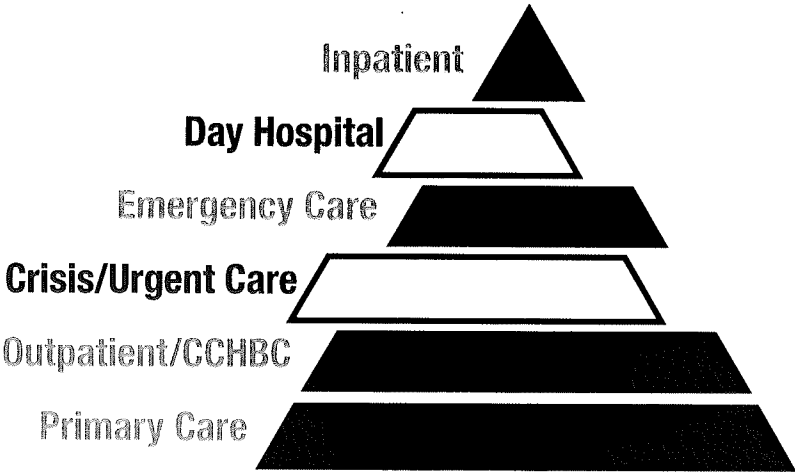 Inpatient
Day Hospital
Emergency Care
Crisis/Urgent Care
Outpatient/CCHBC
Primary Care